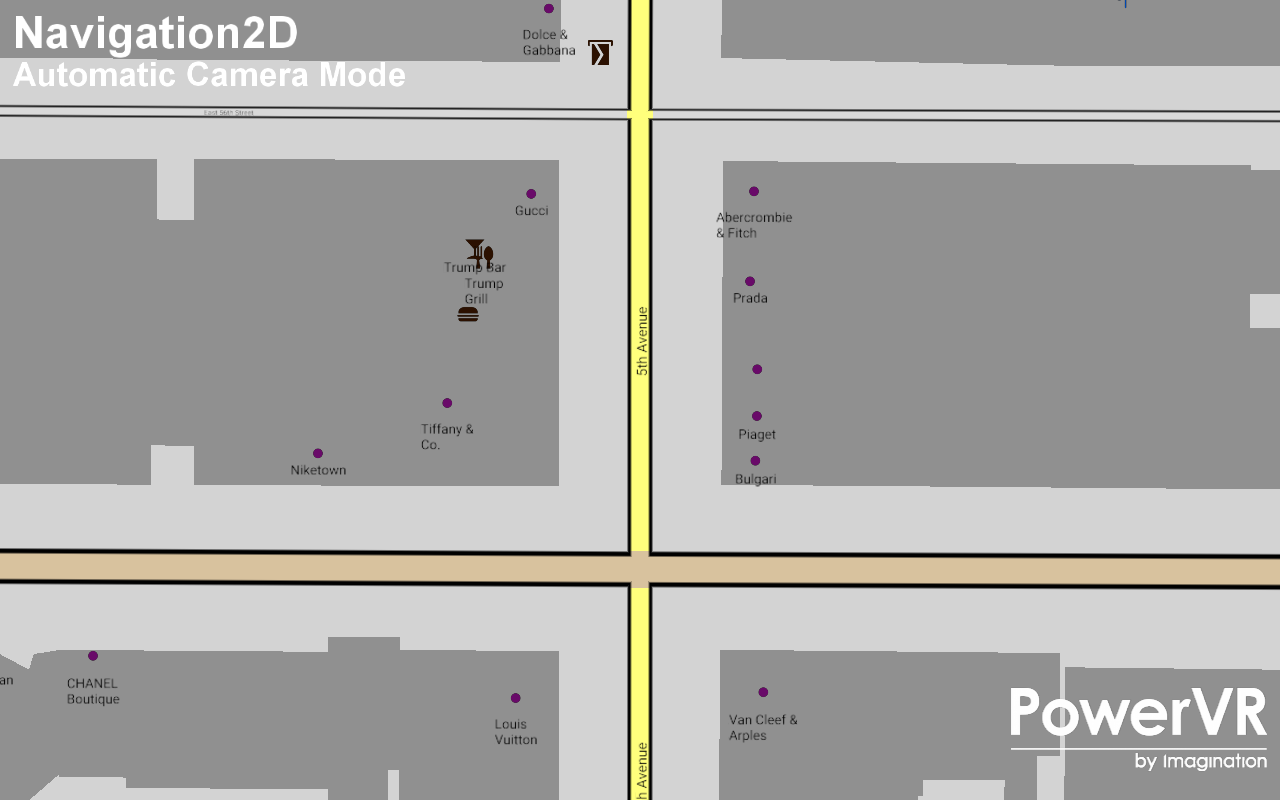 Navigation2D
Automatic Camera Mode
Dolce &
Gabbana
East 56th Street
Gucci
Abercrombie
& Fitch
Trump Bar
Trump
Grill
Prada
5th Avenue
Tiffany &
Co.
Piaget
Niketown
Bulgari
an
CHANEL
Boutique
Louis
Vuitton
Van Cleef &
Arples
h Avenue
PowerVR
by Imagination